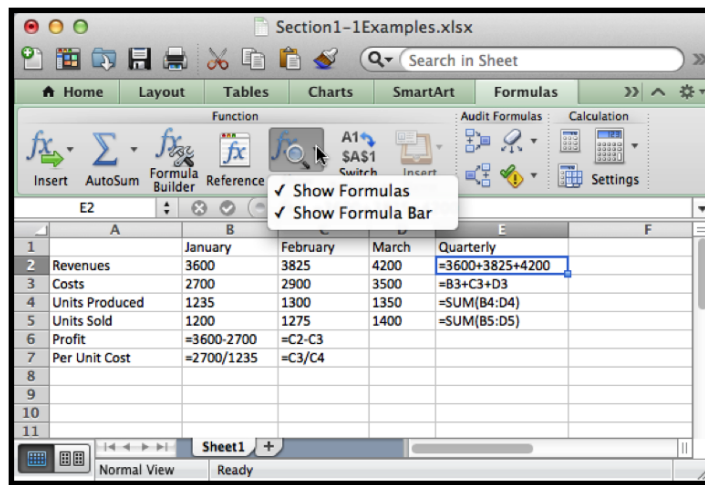 Section1-1Examples.xlsx
Search in Sheet
Home Layout Tables Charts SmartArt Formulas
Function Audit Formulas Calculation
fx fx fx fx A1
$A$1
Insert AutoSum Formula Builder Reference Switch Insert Settings
Show Formulas
Show Formula Bar
E2
A B E F
1 January February March Quarterly
2 Revenues 3600 3825 4200 =3600+3825+4200
3 Costs 2700 2900 3500 =B3+C3+D3
4 Units Produced 1235 1300 1350 =SUM(B4:D4)
5 Units Sold 1200 1275 1400 =SUM(B5:D5)
6 Profit =3600-2700 =C2-C3
7 Per Unit Cost =2700/1235 =C3/C4
8
9
10
11
Sheet1 +
Normal View Ready